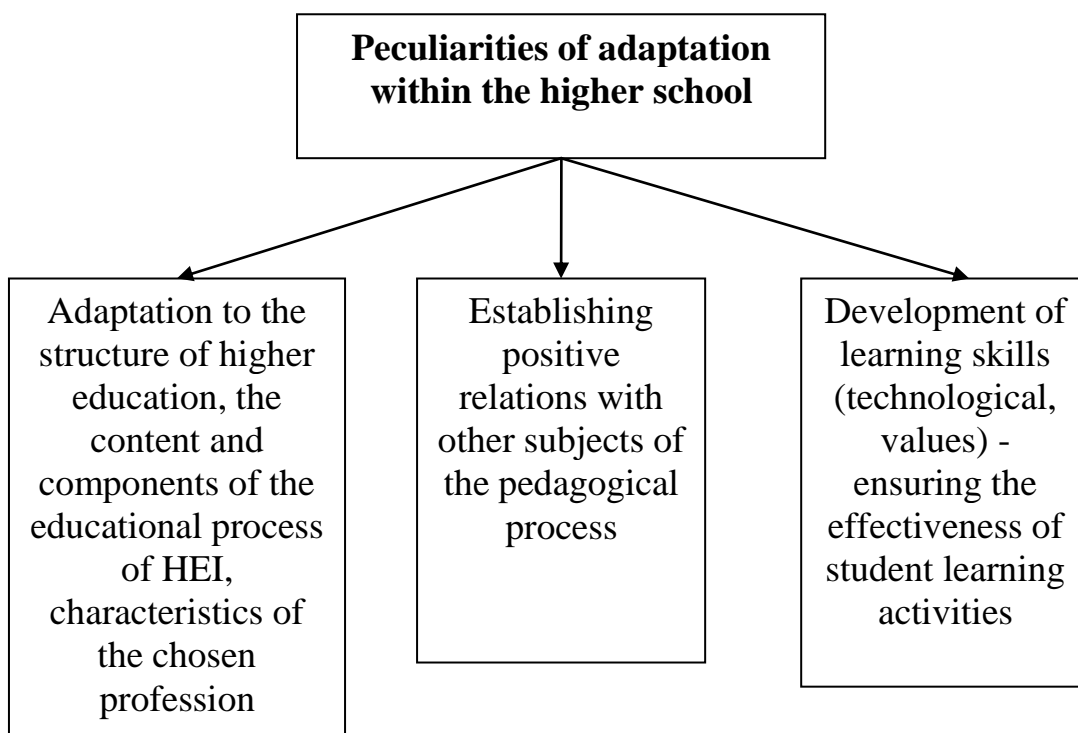 Peculiarities of adaptation
within the higher school
Adaptation to the
structure of higher
education, the
content and
components of the
educational process
of HEI,
characteristics of
the chosen
profession
Establishing
positive
relations with
other subjects of
the pedagogical
process
Development of
learning skills
(technological,
values) -
ensuring the
effectiveness of
student learning
activities